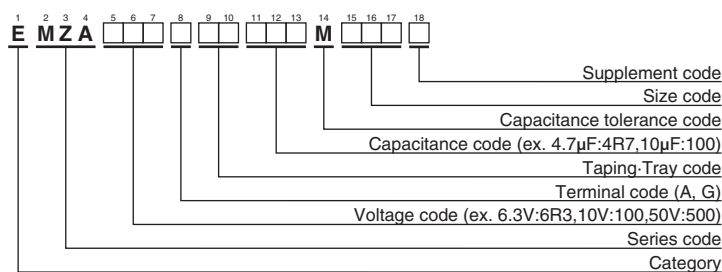 1 2 3 4 5 6 7 8 9 10 11 12 13 14 15 16 17 18
E M Z A □□□ □ □□ □□□ M □□□ □
Supplement code
Size code
Capacitance tolerance code
Capacitance code (ex. 4.7µF:4R7,10µF:100)
Taping·Tray code
Terminal code (A, G)
Voltage code (ex. 6.3V:6R3,10V:100,50V:500)
Series code
Category